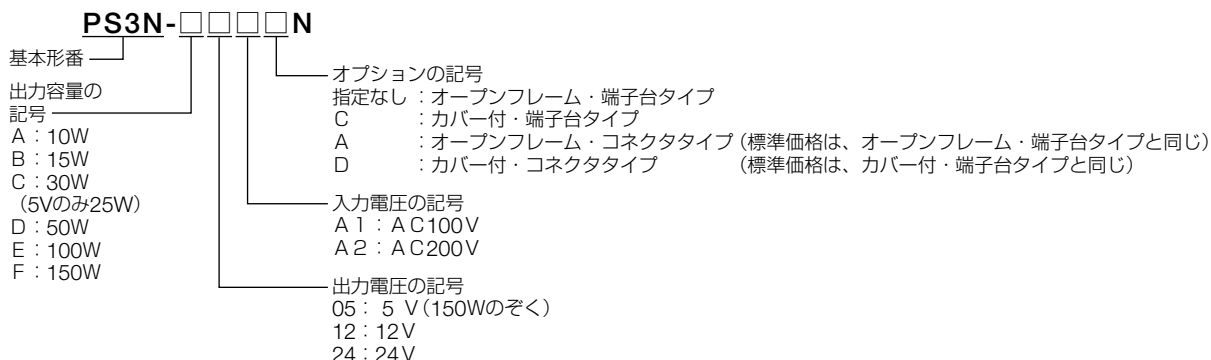 PS3N-□□□□N
基本形番
出力容量の
記号
A：10W
B：15W
C：30W
（5Vのみ25W）
D：50W
E：100W
F：150W
オプションの記号
指定なし：オープンフレーム・端子台タイプ
C　　　：カバー付・端子台タイプ
A　　　：オープンフレーム・コネクタタイプ（標準価格は、オープンフレーム・端子台タイプと同じ）
D　　　：カバー付・コネクタタイプ　　　（標準価格は、カバー付・端子台タイプと同じ）
入力電圧の記号
A1：AC100V
A2：AC200V
出力電圧の記号
05：5 V（150Wのぞく）
12：12V
24：24V